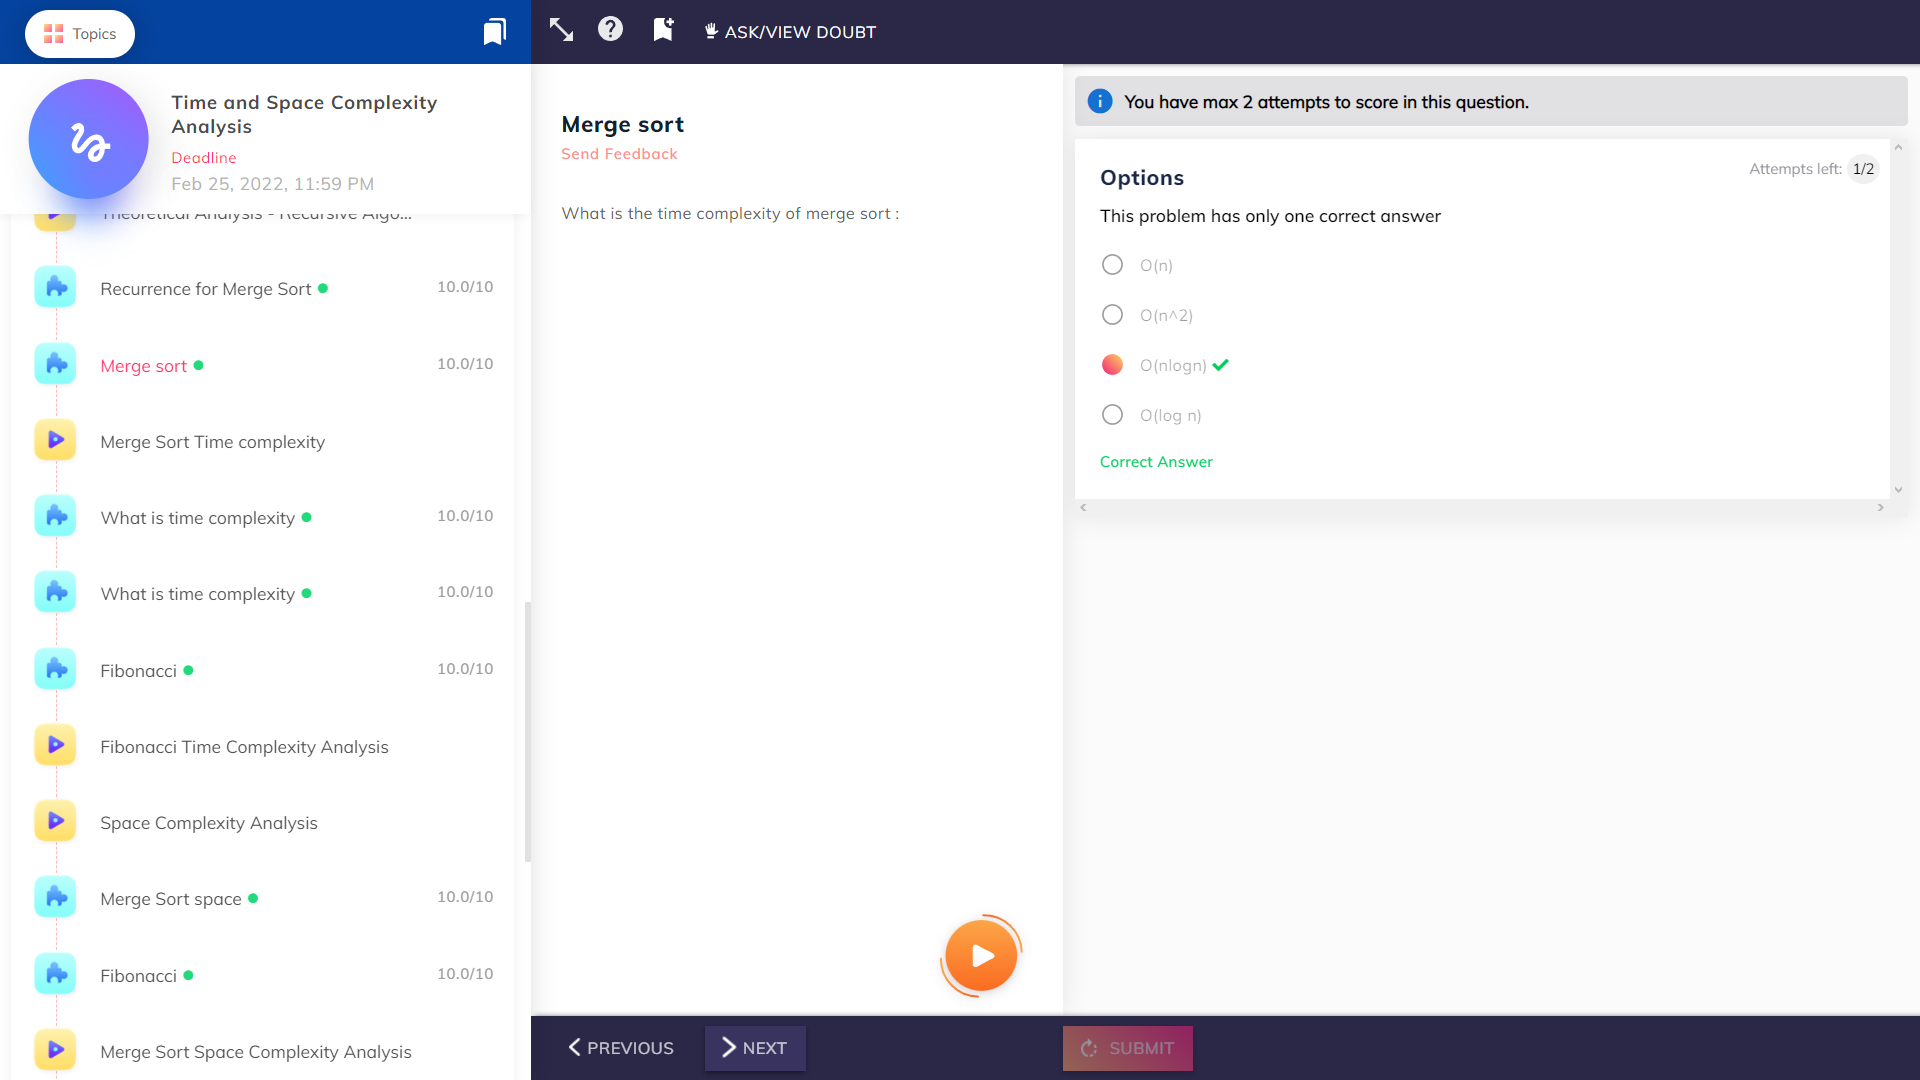 Topics
ASK/VIEW DOUBT
Time and Space Complexity
Analysis
Deadline
Feb 25, 2022, 11:59 PM
Theoretical Analysis - Recursive Algo...
Recurrence for Merge Sort
10.0/10
Merge sort
10.0/10
Merge Sort Time complexity
What is time complexity
10.0/10
What is time complexity
10.0/10
Fibonacci
10.0/10
Fibonacci Time Complexity Analysis
Space Complexity Analysis
Merge Sort space
10.0/10
Fibonacci
10.0/10
Merge Sort Space Complexity Analysis
Merge sort
Send Feedback
What is the time complexity of merge sort :
You have max 2 attempts to score in this question.
Options
Attempts left: 1/2
This problem has only one correct answer
O(n)
O(n^2)
O(nlogn)
O(log n)
Correct Answer
PREVIOUS
NEXT
SUBMIT